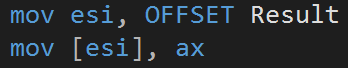 mov esi, OFFSET Result
mov [esi], ax